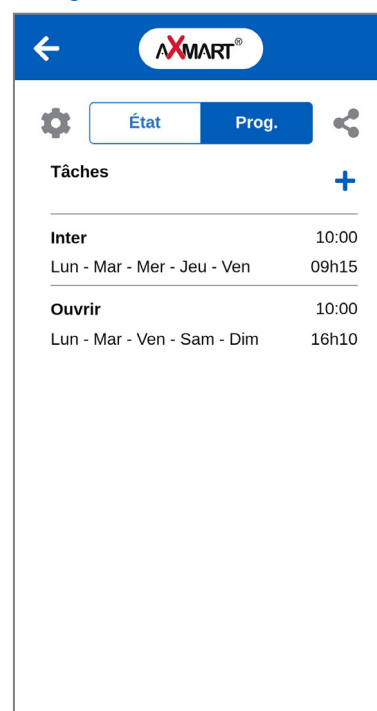 AXMART®
État Prog.
Tâches
Inter 10:00
Lun - Mar - Mer - Jeu - Ven 09h15
Ouvrir 10:00
Lun - Mar - Ven - Sam - Dim 16h10